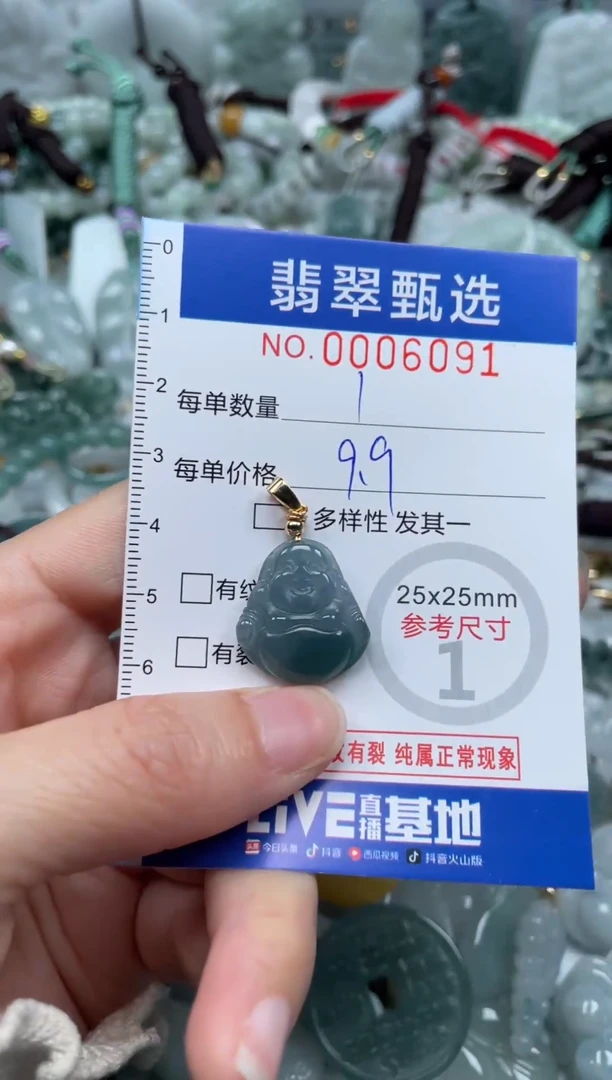 0
翡翠甄选
1
NO.0006091
2
每单数量 1
3
每单价格 9.9
4
多样性 发其一
5
有纹
25x25mm
参考尺寸
1
6
有裂
有裂 纯属正常现象
LIVE直播基地
头条 今日头条 抖音 西瓜视频 抖音火山版